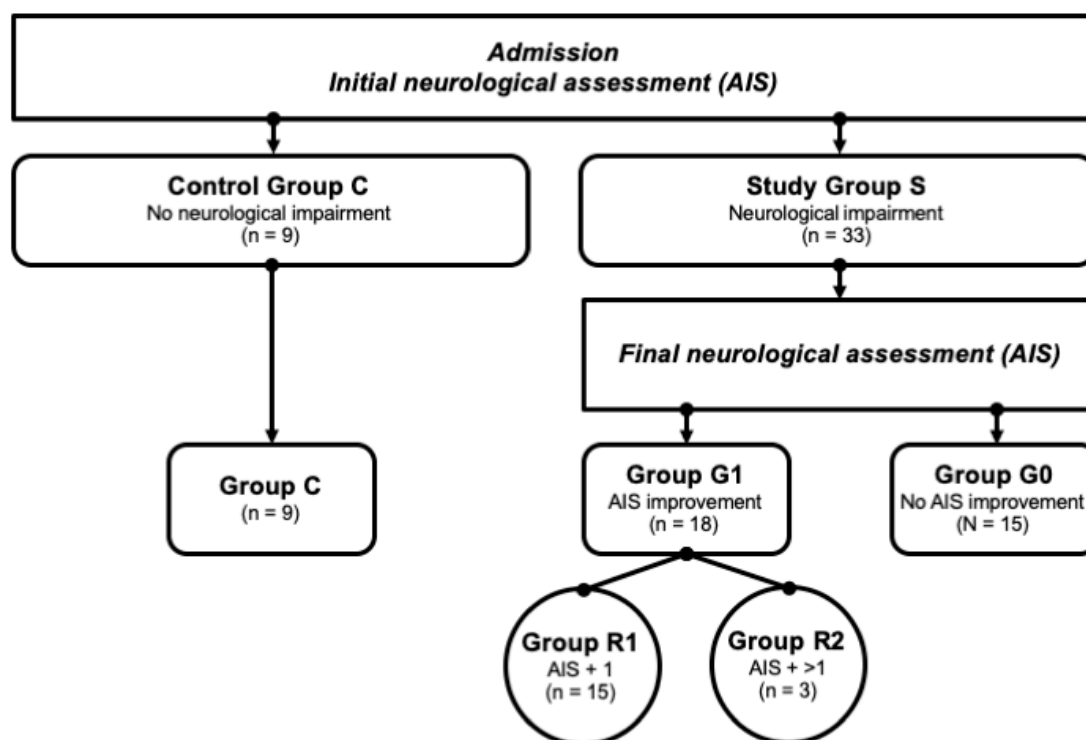 Admission
Initial neurological assessment (AIS)
Control Group C
No neurological impairment
(n = 9)
Study Group S
Neurological impairment
(n = 33)
Final neurological assessment (AIS)
Group C
(n = 9)
Group G1
AIS improvement
(n = 18)
Group G0
No AIS improvement
(N = 15)
Group R1
AIS + 1
(n = 15)
Group R2
AIS + >1
(n = 3)